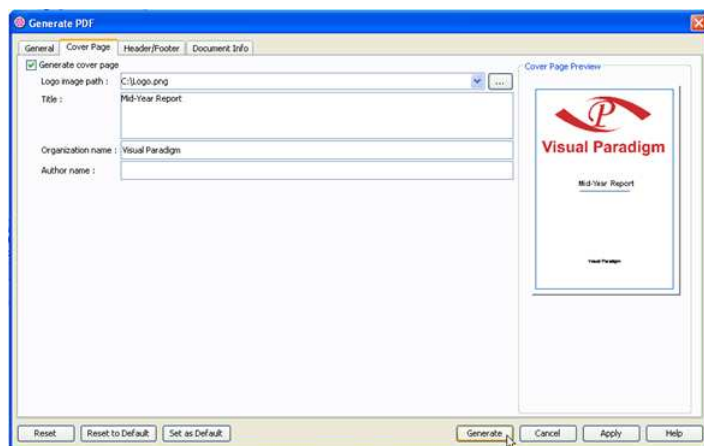 Generate PDF
General Cover Page Header/Footer Document Info
Generate cover page
Logo image path : C:\Logo.png ...
Title : Mid-Year Report
Organization name : Visual Paradigm
Author name :
Cover Page Preview
P
Visual Paradigm
Mid-Year Report
Visual Paradigm
Reset Reset to Default Set as Default Generate Cancel Apply Help